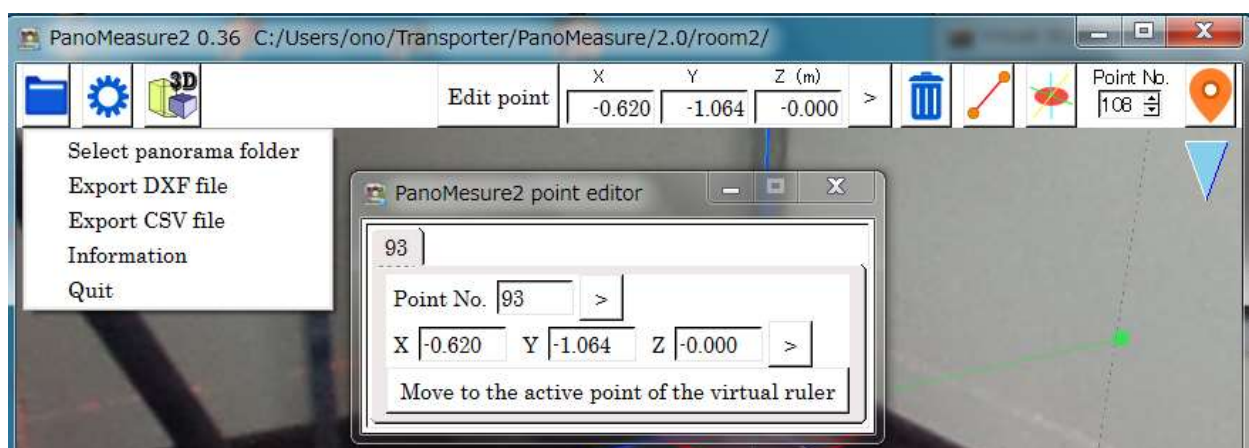 PanoMeasure2 0.36 C:/Users/ono/Transporter/PanoMeasure/2.0/room2/
3D
Edit point
X Y Z (m)
-0.620 -1.064 -0.000 >
Point No.
108
Select panorama folder
Export DXF file
Export CSV file
Information
Quit
PanoMesure2 point editor
93
Point No. 93 >
X -0.620 Y -1.064 Z -0.000 >
Move to the active point of the virtual ruler